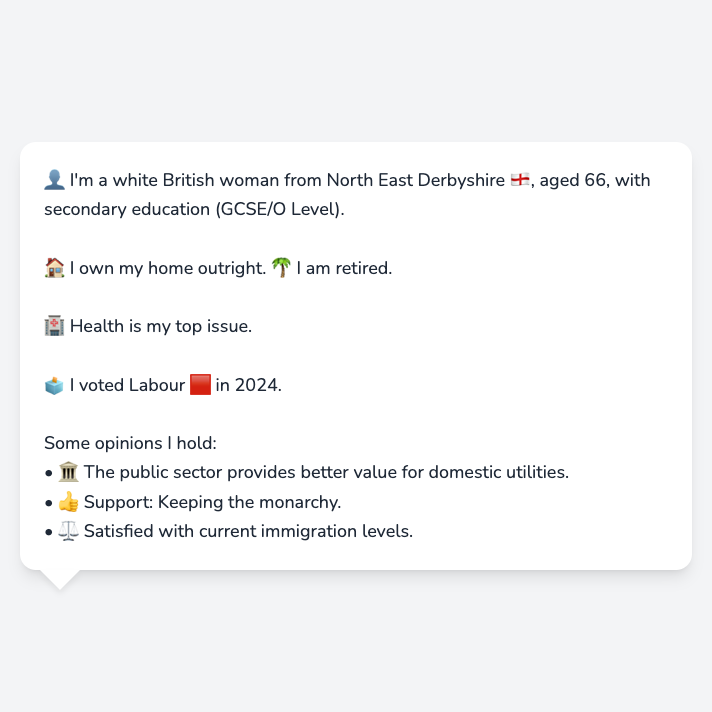 👤 I'm a white British woman from North East Derbyshire 🏴󠁧󠁢󠁥󠁮󠁧󠁿, aged 66, with
secondary education (GCSE/O Level).
🏠 I own my home outright. 🌴 I am retired.
🏥 Health is my top issue.
🗳️ I voted Labour 🟥 in 2024.
Some opinions I hold:
• 🏛️ The public sector provides better value for domestic utilities.
• 👍 Support: Keeping the monarchy.
• ⚖️ Satisfied with current immigration levels.